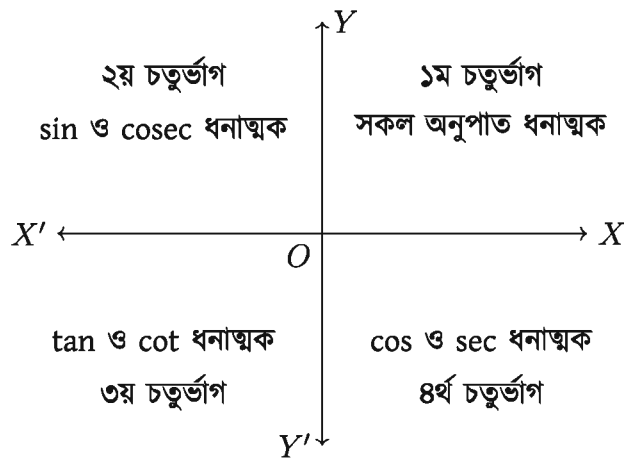 Y
২য় চতুর্ভাগ
১ম চতুর্ভাগ
sin ও cosec ধনাত্মক
সকল অনুপাত ধনাত্মক
X′
X
O
tan ও cot ধনাত্মক
cos ও sec ধনাত্মক
৩য় চতুর্ভাগ
৪র্থ চতুর্ভাগ
Y′